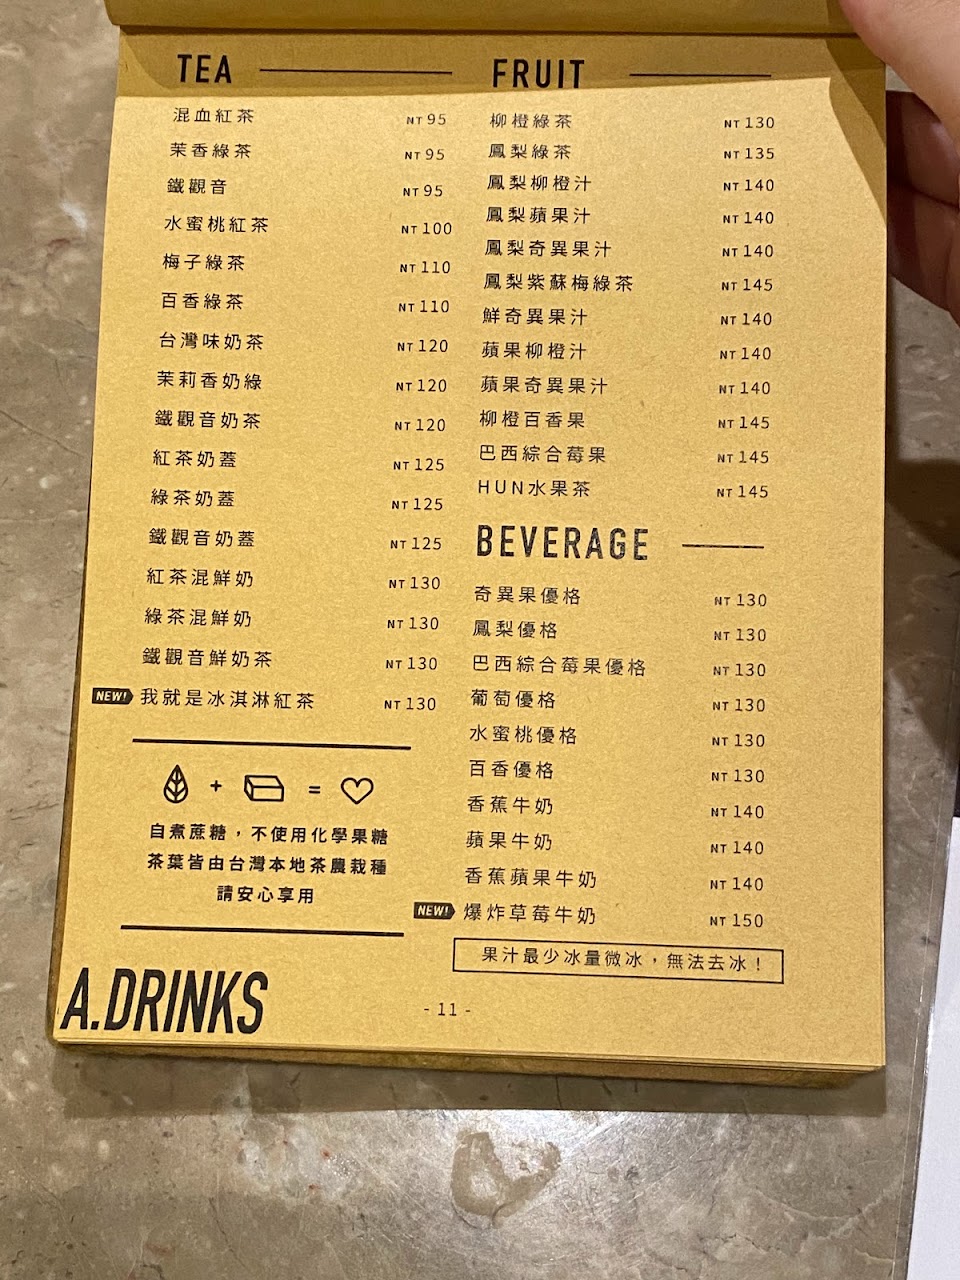 TEA
混血紅茶 NT 95
茉香綠茶 NT 95
鐵觀音 NT 95
水蜜桃紅茶 NT 100
梅子綠茶 NT 110
百香綠茶 NT 110
台灣味奶茶 NT 120
茉莉香奶綠 NT 120
鐵觀音奶茶 NT 120
紅茶奶蓋 NT 125
綠茶奶蓋 NT 125
鐵觀音奶蓋 NT 125
紅茶混鮮奶 NT 130
綠茶混鮮奶 NT 130
鐵觀音鮮奶茶 NT 130
NEW! 我就是冰淇淋紅茶 NT 130
+ =
自煮蔗糖，不使用化學果糖
茶葉皆由台灣本地茶農栽種
請安心享用
A.DRINKS
FRUIT
柳橙綠茶 NT 130
鳳梨綠茶 NT 135
鳳梨柳橙汁 NT 140
鳳梨蘋果汁 NT 140
鳳梨奇異果汁 NT 140
鳳梨紫蘇梅綠茶 NT 145
鮮奇異果汁 NT 140
蘋果柳橙汁 NT 140
蘋果奇異果汁 NT 140
柳橙百香果 NT 145
巴西綜合莓果 NT 145
HUN水果茶 NT 145
BEVERAGE
奇異果優格 NT 130
鳳梨優格 NT 130
巴西綜合莓果優格 NT 130
葡萄優格 NT 130
水蜜桃優格 NT 130
百香優格 NT 130
香蕉牛奶 NT 140
蘋果牛奶 NT 140
香蕉蘋果牛奶 NT 140
NEW! 爆炸草莓牛奶 NT 150
果汁最少冰量微冰，無法去冰！
- 11 -